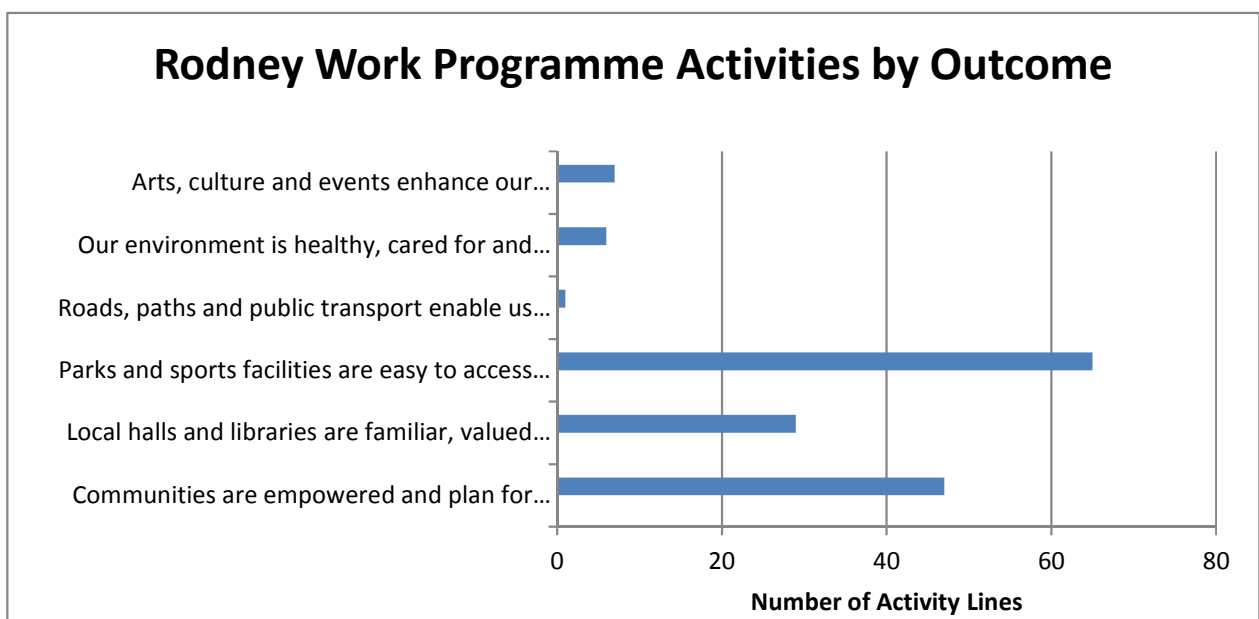 Rodney Work Programme Activities by Outcome
Arts, culture and events enhance our…
Our environment is healthy, cared for and…
Roads, paths and public transport enable us…
Parks and sports facilities are easy to access…
Local halls and libraries are familiar, valued…
Communities are empowered and plan for…
0 20 40 60 80
Number of Activity Lines